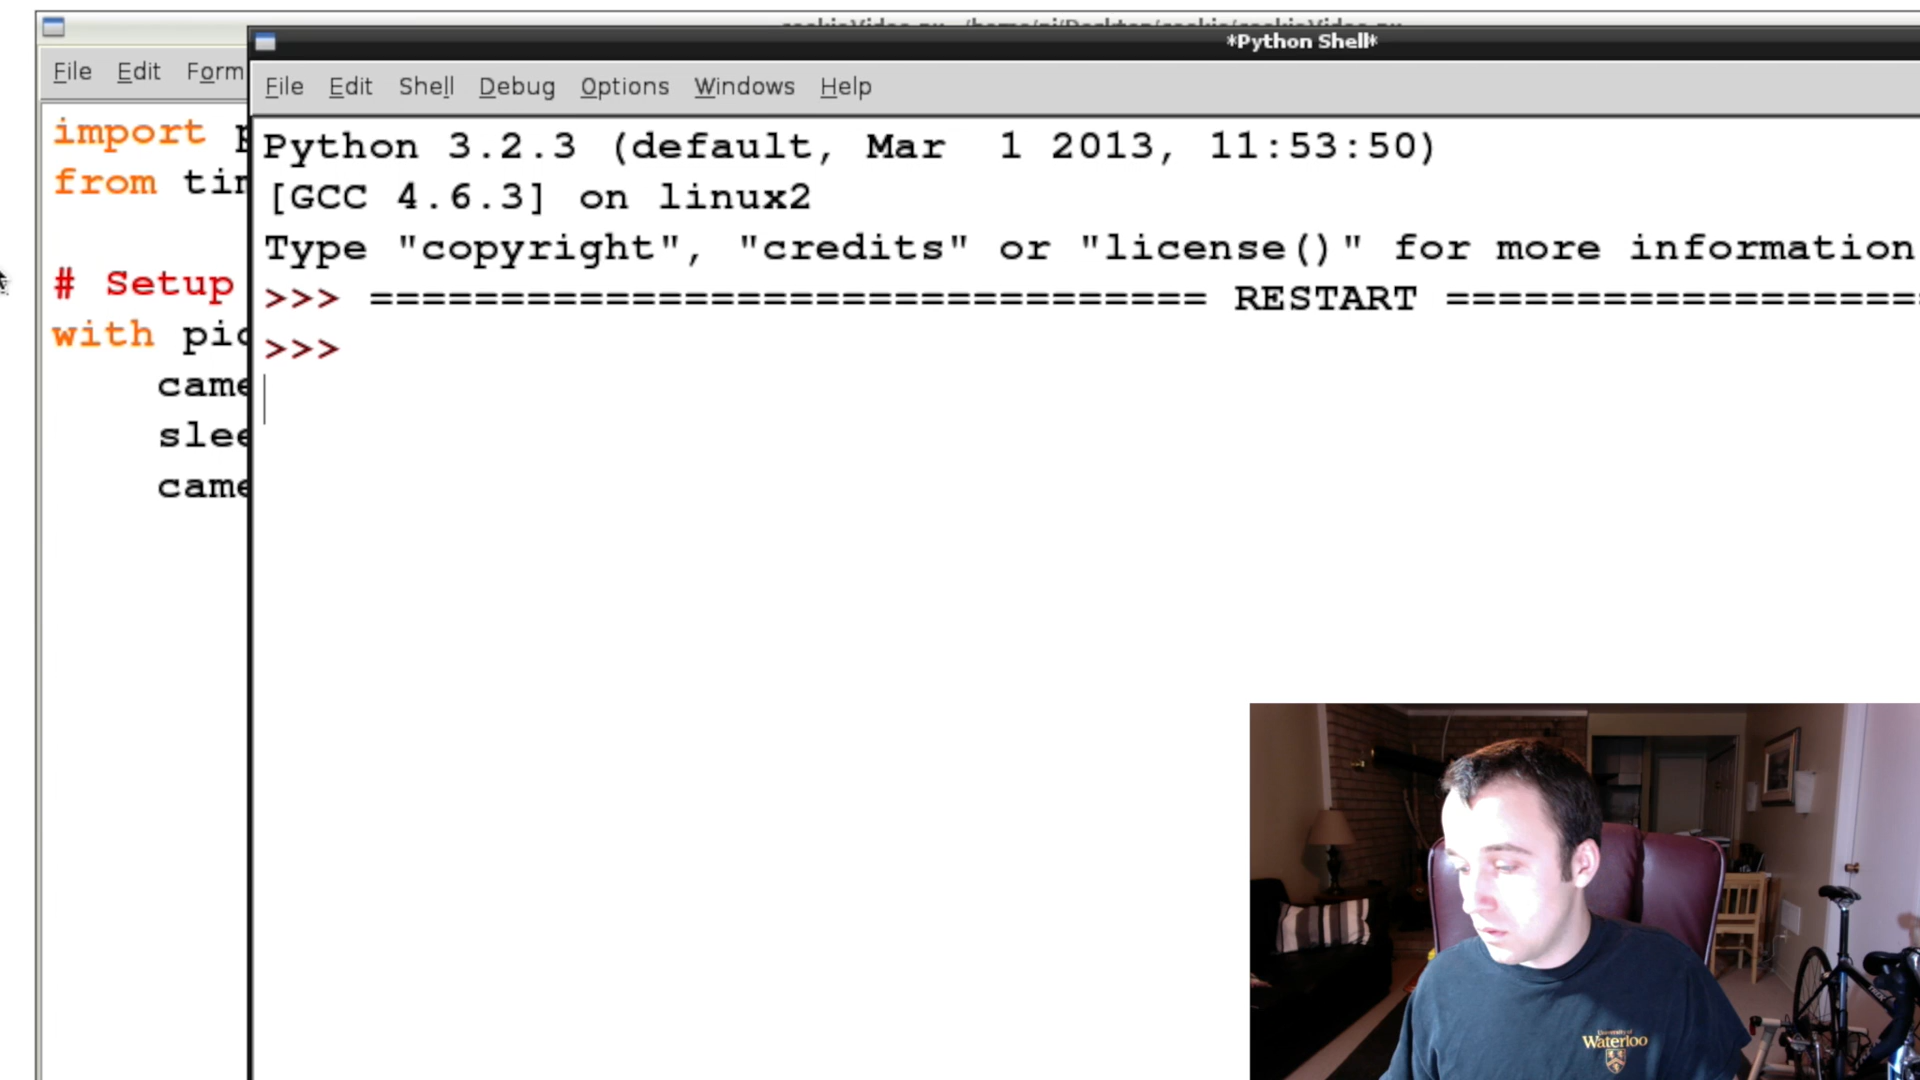 *Python Shell*
File Edit Form
File Edit Shell Debug Options Windows Help
import p
from tim
# Setup
with pic
came
slee
came
Python 3.2.3 (default, Mar 1 2013, 11:53:50)
[GCC 4.6.3] on linux2
Type "copyright", "credits" or "license()" for more information
>>> ================================ RESTART ==================
>>>
Waterloo